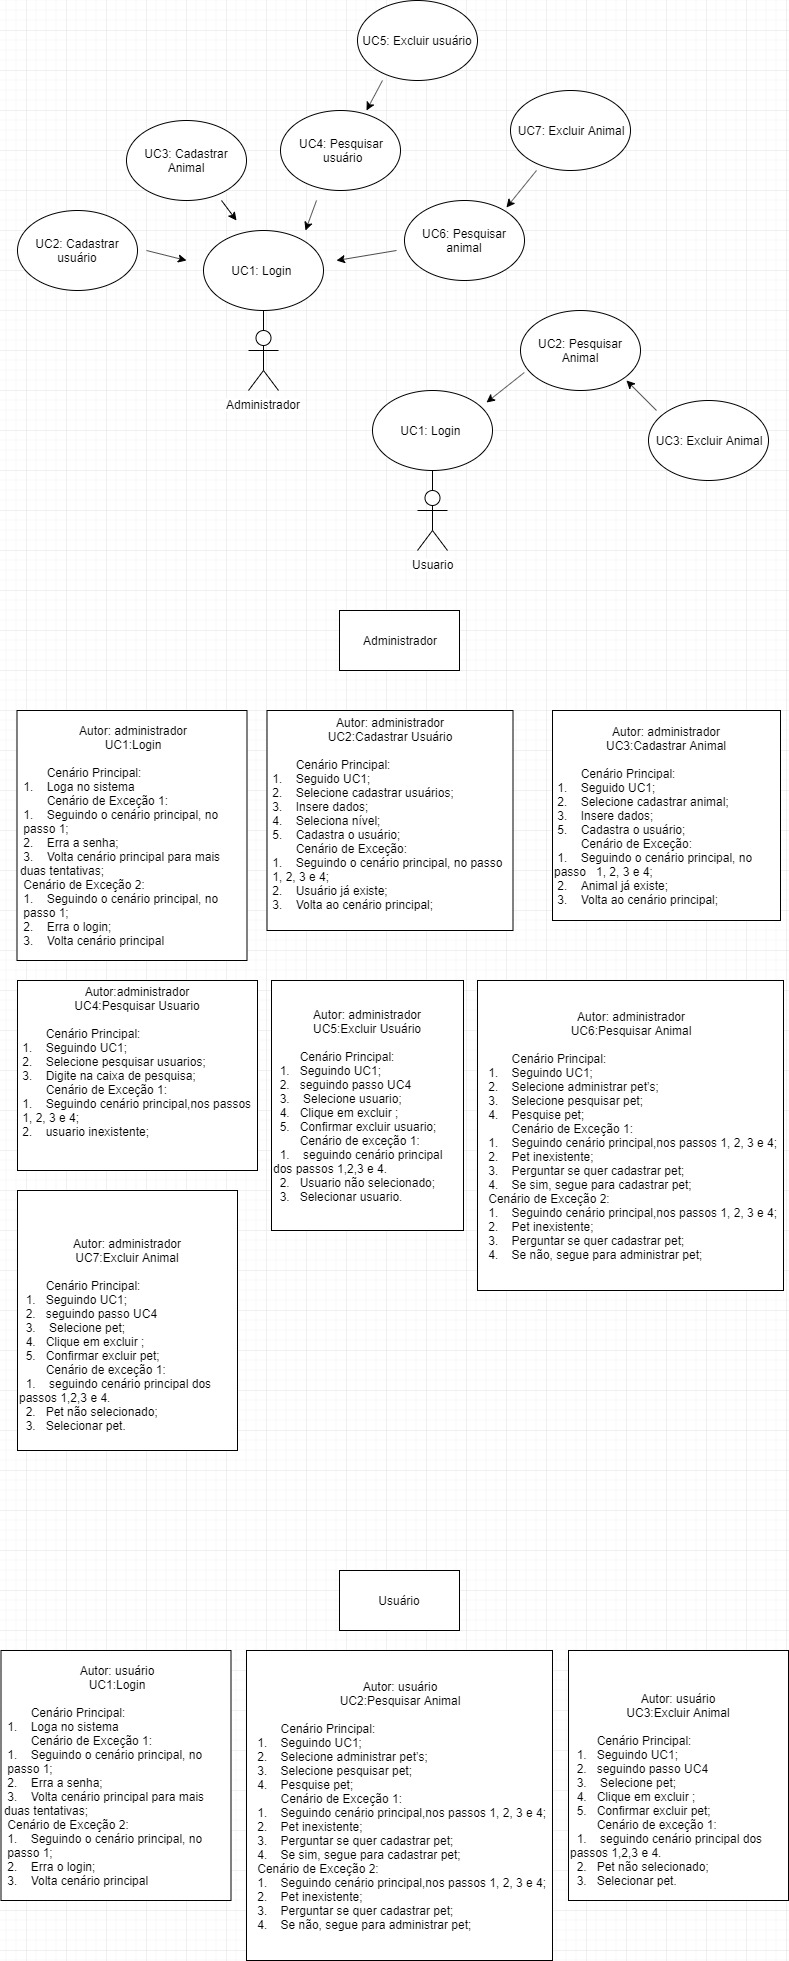 UC5: Excluir usuário
UC4: Pesquisar
usuário
UC7: Excluir Animal
UC3: Cadastrar
Animal
UC6: Pesquisar
animal
UC2: Cadastrar
usuário
UC1: Login
Administrador
UC2: Pesquisar
Animal
UC1: Login
UC3: Excluir Animal
Usuario
Administrador
Autor: administrador
UC1:Login
Cenário Principal:
1. Loga no sistema
Cenário de Exceção 1:
1. Seguindo o cenário principal, no
passo 1;
2. Erra a senha;
3. Volta cenário principal para mais
duas tentativas;
Cenário de Exceção 2:
1. Seguindo o cenário principal, no
passo 1;
2. Erra o login;
3. Volta cenário principal
Autor: administrador
UC2:Cadastrar Usuário
Cenário Principal:
1. Seguido UC1;
2. Selecione cadastrar usuários;
3. Insere dados;
4. Seleciona nível;
5. Cadastra o usuário;
Cenário de Exceção:
1. Seguindo o cenário principal, no passo
1, 2, 3 e 4;
2. Usuário já existe;
3. Volta ao cenário principal;
Autor: administrador
UC3:Cadastrar Animal
Cenário Principal:
1. Seguido UC1;
2. Selecione cadastrar animal;
3. Insere dados;
5. Cadastra o usuário;
Cenário de Exceção:
1. Seguindo o cenário principal, no
passo 1, 2, 3 e 4;
2. Animal já existe;
3. Volta ao cenário principal;
Autor:administrador
UC4:Pesquisar Usuario
Cenário Principal:
1. Seguindo UC1;
2. Selecione pesquisar usuarios;
3. Digite na caixa de pesquisa;
Cenário de Exceção 1:
1. Seguindo cenário principal,nos passos
1, 2, 3 e 4;
2. usuario inexistente;
Autor: administrador
UC5:Excluir Usuário
Cenário Principal:
1. Seguindo UC1;
2. seguindo passo UC4
3. Selecione usuario;
4. Clique em excluir ;
5. Confirmar excluir usuario;
Cenário de exceção 1:
1. seguindo cenário principal
dos passos 1,2,3 e 4.
2. Usuario não selecionado;
3. Selecionar usuario.
Autor: administrador
UC6:Pesquisar Animal
Cenário Principal:
1. Seguindo UC1;
2. Selecione administrar pet's;
3. Selecione pesquisar pet;
4. Pesquise pet;
Cenário de Exceção 1:
1. Seguindo cenário principal,nos passos 1, 2, 3 e 4;
2. Pet inexistente;
3. Perguntar se quer cadastrar pet;
4. Se sim, segue para cadastrar pet;
Cenário de Exceção 2:
1. Seguindo cenário principal,nos passos 1, 2, 3 e 4;
2. Pet inexistente;
3. Perguntar se quer cadastrar pet;
4. Se não, segue para administrar pet;
Autor: administrador
UC7:Excluir Animal
Cenário Principal:
1. Seguindo UC1;
2. seguindo passo UC4
3. Selecione pet;
4. Clique em excluir ;
5. Confirmar excluir pet;
Cenário de exceção 1:
1. seguindo cenário principal dos
passos 1,2,3 e 4.
2. Pet não selecionado;
3. Selecionar pet.
Usuário
Autor: usuário
UC1:Login
Cenário Principal:
1. Loga no sistema
Cenário de Exceção 1:
1. Seguindo o cenário principal, no
passo 1;
2. Erra a senha;
3. Volta cenário principal para mais
duas tentativas;
Cenário de Exceção 2:
1. Seguindo o cenário principal, no
passo 1;
2. Erra o login;
3. Volta cenário principal
Autor: usuário
UC2:Pesquisar Animal
Cenário Principal:
1. Seguindo UC1;
2. Selecione administrar pet's;
3. Selecione pesquisar pet;
4. Pesquise pet;
Cenário de Exceção 1:
1. Seguindo cenário principal,nos passos 1, 2, 3 e 4;
2. Pet inexistente;
3. Perguntar se quer cadastrar pet;
4. Se sim, segue para cadastrar pet;
Cenário de Exceção 2:
1. Seguindo cenário principal,nos passos 1, 2, 3 e 4;
2. Pet inexistente;
3. Perguntar se quer cadastrar pet;
4. Se não, segue para administrar pet;
Autor: usuário
UC3:Excluir Animal
Cenário Principal:
1. Seguindo UC1;
2. seguindo passo UC4
3. Selecione pet;
4. Clique em excluir ;
5. Confirmar excluir pet;
Cenário de exceção 1:
1. seguindo cenário principal dos
passos 1,2,3 e 4.
2. Pet não selecionado;
3. Selecionar pet.